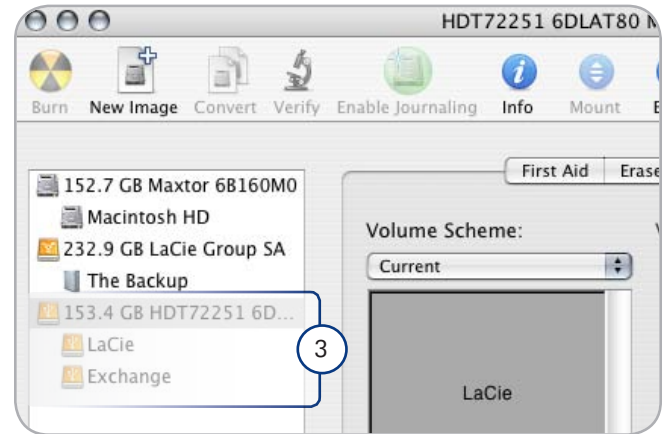 HDT72251 6DLAT80
Burn New Image Convert Verify Enable Journaling Info Mount
152.7 GB Maxtor 6B160M0
Macintosh HD
232.9 GB LaCie Group SA
The Backup
153.4 GB HDT72251 6D...
LaCie
Exchange
3
First Aid Erase
Volume Scheme:
Current
LaCie